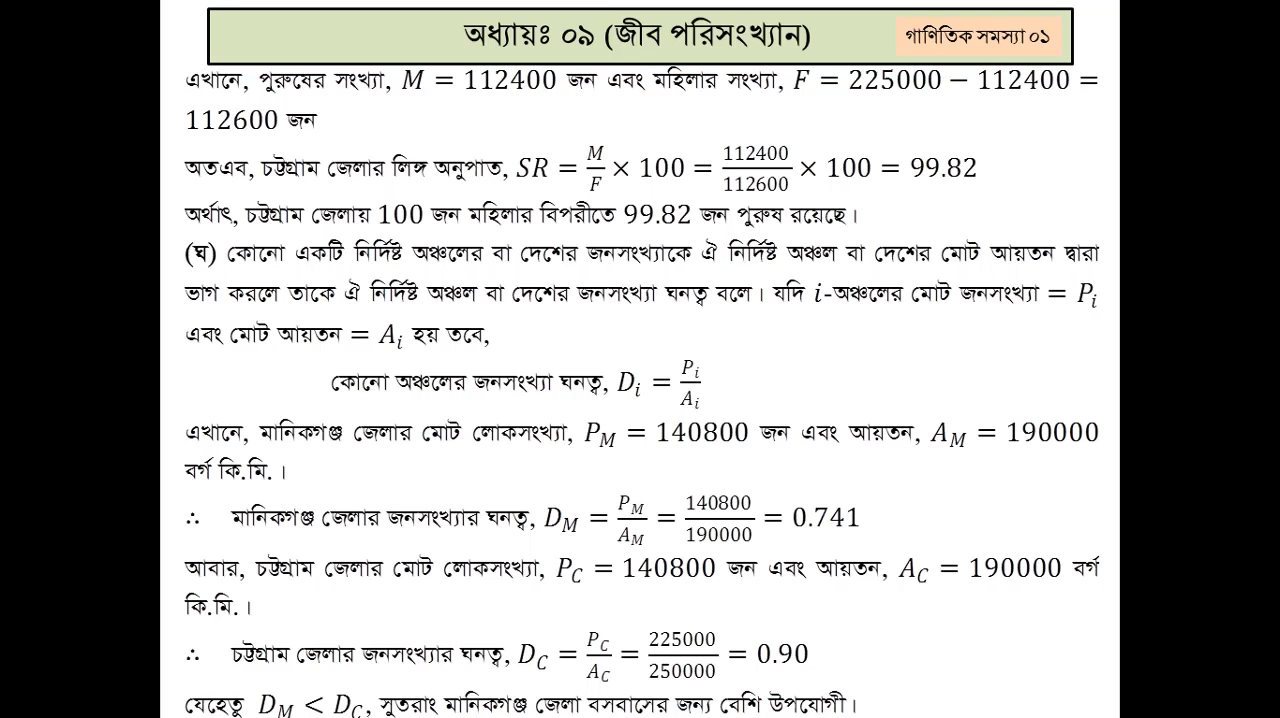 অধ্যায়ঃ ০৯ (জীব পরিসংখ্যান)
গাণিতিক সমস্যা ০১
এখানে, পুরুষের সংখ্যা, M = 112400 জন এবং মহিলার সংখ্যা, F = 225000 − 112400 =
112600 জন
অতএব, চট্টগ্রাম জেলার লিঙ্গ অনুপাত, SR = M/F × 100 = 112400/112600 × 100 = 99.82
অর্থাৎ, চট্টগ্রাম জেলায় 100 জন মহিলার বিপরীতে 99.82 জন পুরুষ রয়েছে।
(ঘ) কোনো একটি নির্দিষ্ট অঞ্চলের বা দেশের জনসংখ্যাকে ঐ নির্দিষ্ট অঞ্চল বা দেশের মোট আয়তন দ্বারা
ভাগ করলে তাকে ঐ নির্দিষ্ট অঞ্চল বা দেশের জনসংখ্যা ঘনত্ব বলে। যদি i-অঞ্চলের মোট জনসংখ্যা = P_i
এবং মোট আয়তন = A_i হয় তবে,
কোনো অঞ্চলের জনসংখ্যা ঘনত্ব, D_i = P_i/A_i
এখানে, মানিকগঞ্জ জেলার মোট লোকসংখ্যা, P_M = 140800 জন এবং আয়তন, A_M = 190000
বর্গ কি.মি.।
∴ মানিকগঞ্জ জেলার জনসংখ্যার ঘনত্ব, D_M = P_M/A_M = 140800/190000 = 0.741
আবার, চট্টগ্রাম জেলার মোট লোকসংখ্যা, P_C = 140800 জন এবং আয়তন, A_C = 190000 বর্গ
কি.মি.।
∴ চট্টগ্রাম জেলার জনসংখ্যার ঘনত্ব, D_C = P_C/A_C = 225000/250000 = 0.90
যেহেতু D_M < D_C, সুতরাং মানিকগঞ্জ জেলা বসবাসের জন্য বেশি উপযোগী।